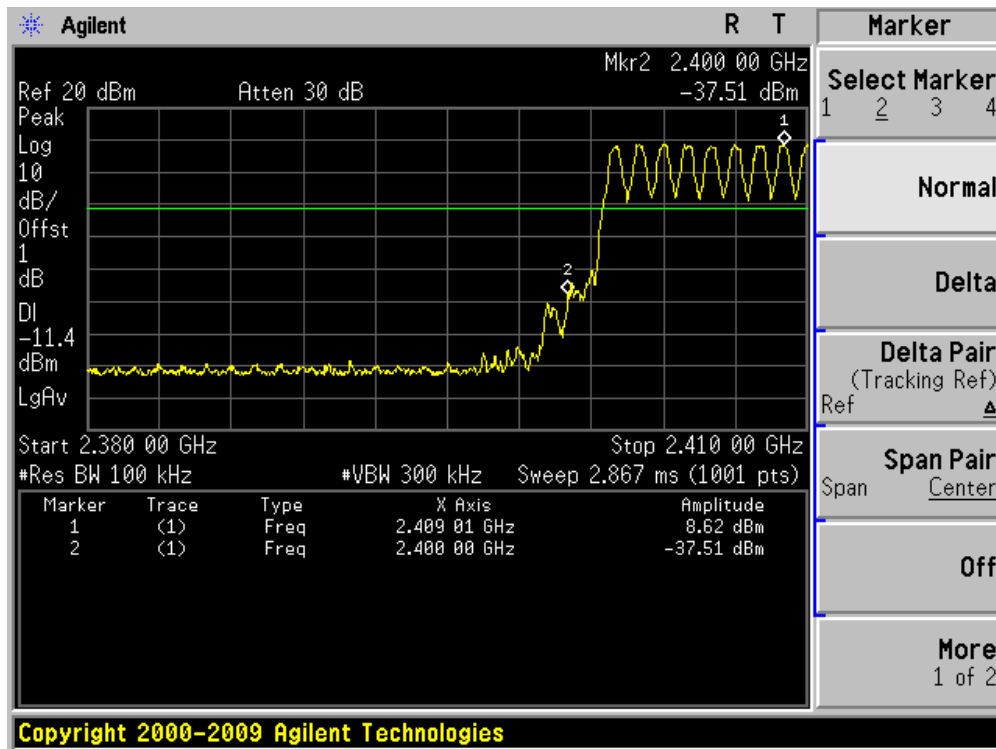 Agilent R T Marker
Mkr2 2.400 00 GHz
Ref 20 dBm Atten 30 dB -37.51 dBm
Peak
Log
10
dB/
Offst
1
dB
DI
-11.4
dBm
LgAv
1
2
Start 2.380 00 GHz Stop 2.410 00 GHz
#Res BW 100 kHz #VBW 300 kHz Sweep 2.867 ms (1001 pts)
Marker Trace Type X Axis Amplitude
1 (1) Freq 2.409 01 GHz 8.62 dBm
2 (1) Freq 2.400 00 GHz -37.51 dBm
Select Marker
1 2 3 4
Normal
Delta
Delta Pair
(Tracking Ref)
Ref Δ
Span Pair
Span Center
Off
More
1 of 2
Copyright 2000-2009 Agilent Technologies